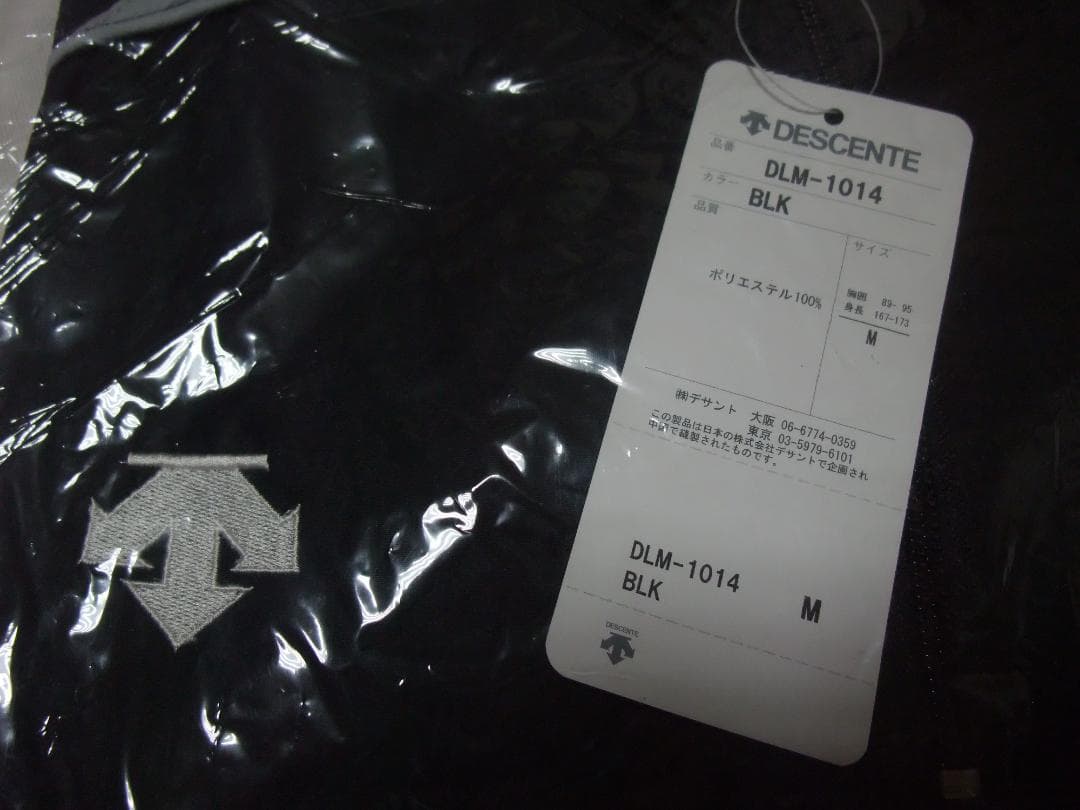 DESCENTE
品番 DLM-1014
カラー BLK
品質
サイズ
ポリエステル100%
胸囲 89- 95
身長 167-173
M
㈱デサント 大阪 06-6774-0359
東京 03-5979-6101
この製品は日本の株式会社デサントで企画され
中国で縫製されたものです。
DLM-1014
BLK
M
DESCENTE